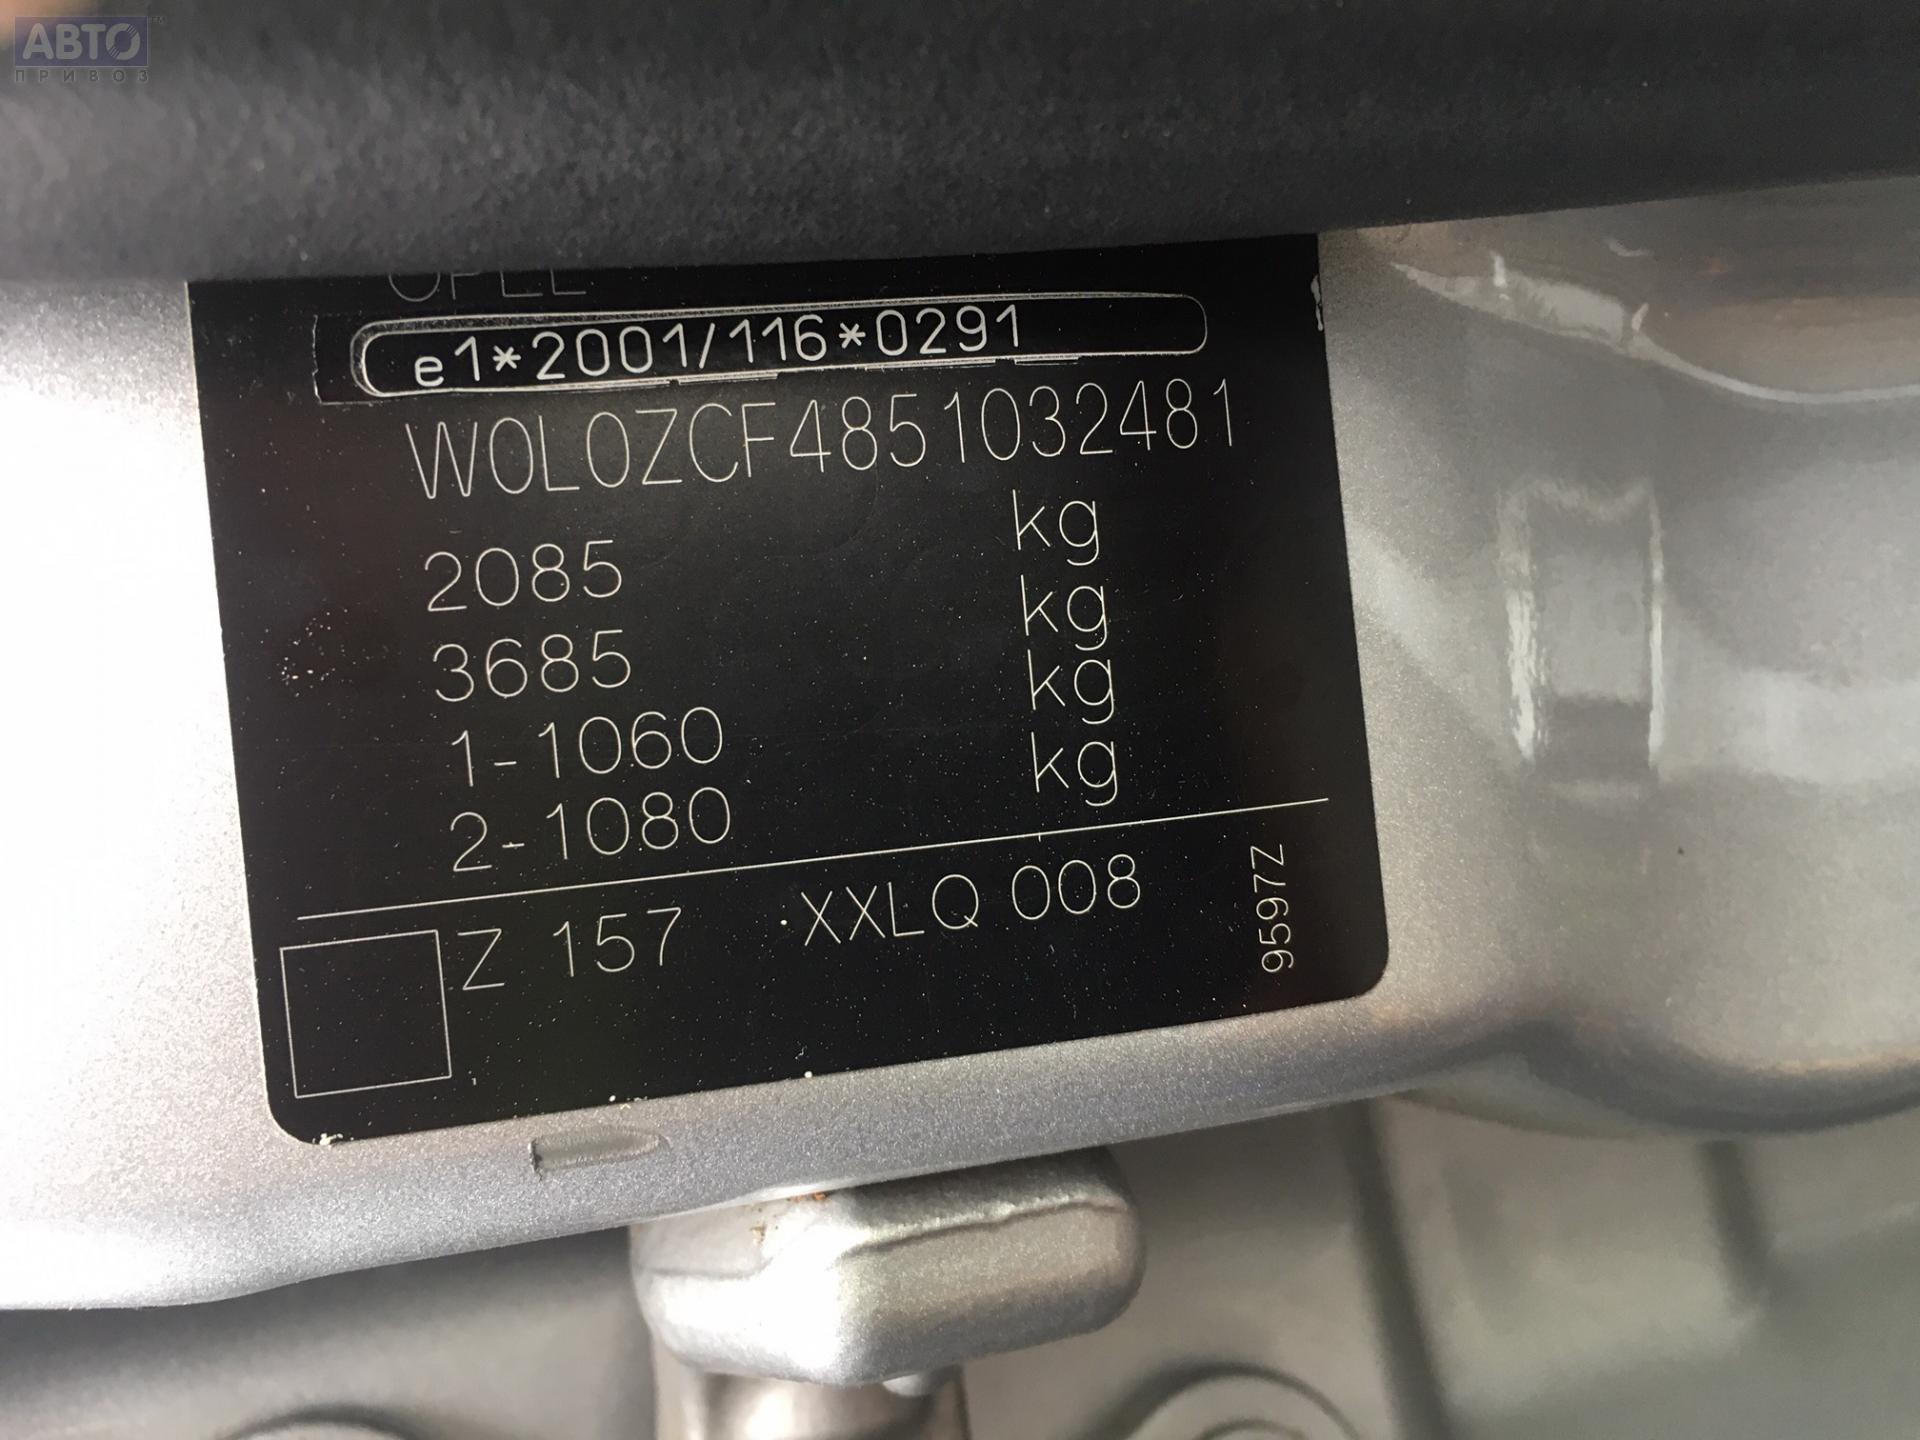 АВТО
ПРИВОЗ
OPEL
e1*2001/116*0291
W0L0ZCF4851032481
2085 kg
3685 kg
1-1060 kg
2-1080 kg
Z 157 XXLQ 008
9597Z